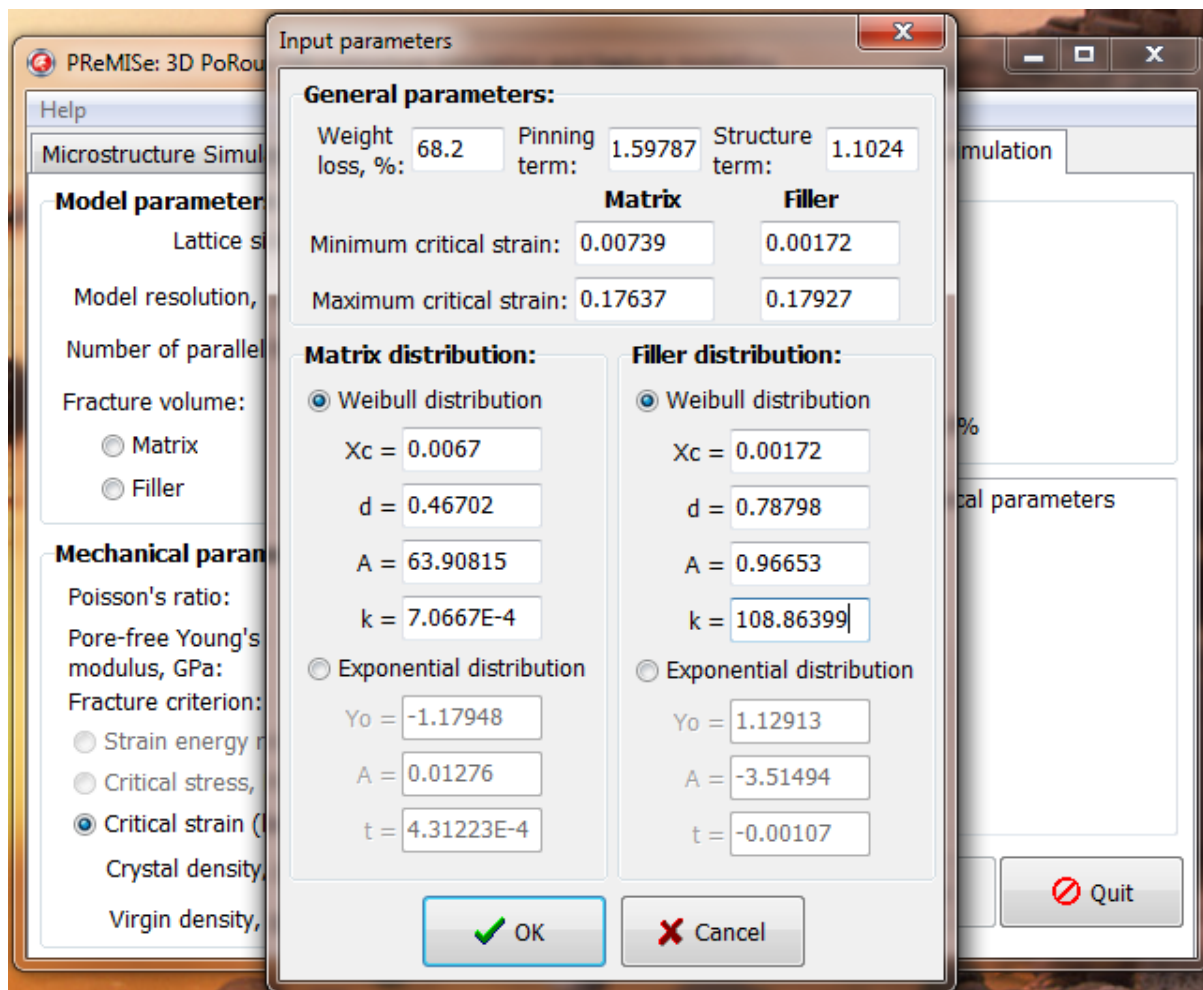 Input parameters
X
PReMISe: 3D PoRou
X
Help
Microstructure Simul
mulation
General parameters:
Weight loss, %: 68.2 Pinning term: 1.59787 Structure term: 1.1024
Matrix Filler
Minimum critical strain: 0.00739 0.00172
Maximum critical strain: 0.17637 0.17927
Matrix distribution:
Weibull distribution
Xc = 0.0067
d = 0.46702
A = 63.90815
k = 7.0667E-4
Exponential distribution
Yo = -1.17948
A = 0.01276
t = 4.31223E-4
Filler distribution:
Weibull distribution
Xc = 0.00172
d = 0.78798
A = 0.96653
k = 108.86399
Exponential distribution
Yo = 1.12913
A = -3.51494
t = -0.00107
OK Cancel
Model parameter
Lattice si
Model resolution,
Number of parallel
Fracture volume:
Matrix
Filler
%
cal parameters
Mechanical param
Poisson's ratio:
Pore-free Young's
modulus, GPa:
Fracture criterion:
Strain energy r
Critical stress,
Critical strain (
Crystal density,
Virgin density,
Quit